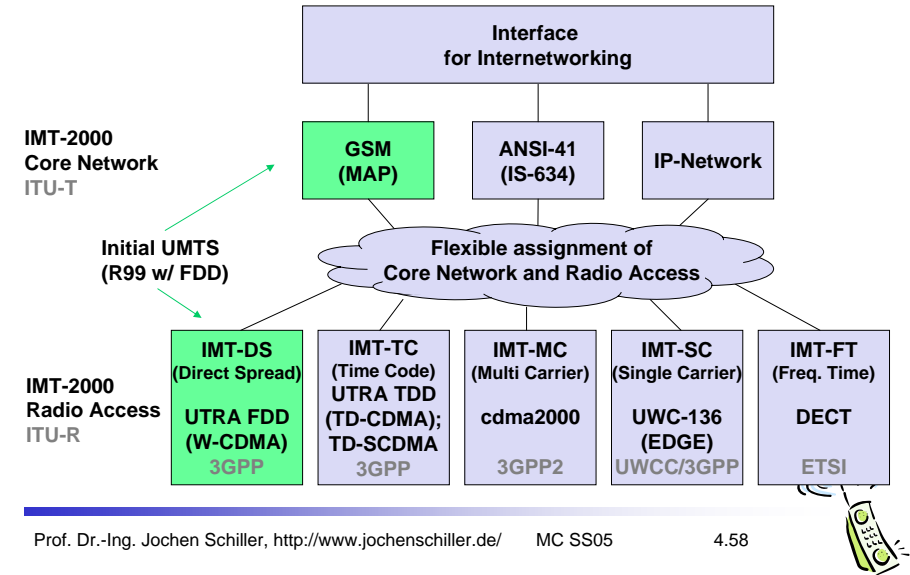 Interface
for Internetworking
IMT-2000
Core Network
ITU-T
GSM
(MAP)
ANSI-41
(IS-634)
IP-Network
Initial UMTS
(R99 w/ FDD)
Flexible assignment of
Core Network and Radio Access
IMT-2000
Radio Access
ITU-R
IMT-DS
(Direct Spread)
UTRA FDD
(W-CDMA)
3GPP
IMT-TC
(Time Code)
UTRA TDD
(TD-CDMA);
TD-SCDMA
3GPP
IMT-MC
(Multi Carrier)
cdma2000
3GPP2
IMT-SC
(Single Carrier)
UWC-136
(EDGE)
UWCC/3GPP
IMT-FT
(Freq. Time)
DECT
ETSI
Prof. Dr.-Ing. Jochen Schiller, http://www.jochenschiller.de/ MC SS05 4.58